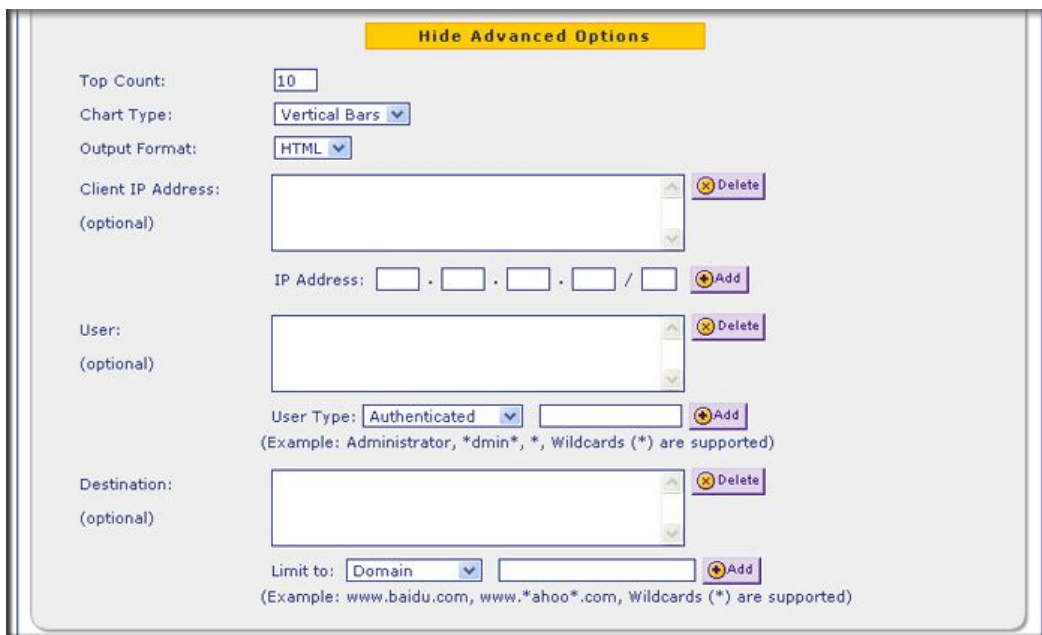 Hide Advanced Options
Top Count: 10
Chart Type: Vertical Bars
Output Format: HTML
Client IP Address: Delete
(optional)
IP Address: . . . / Add
User: Delete
(optional)
User Type: Authenticated Add
(Example: Administrator, *dmin*, *, Wildcards (*) are supported)
Destination: Delete
(optional)
Limit to: Domain Add
(Example: www.baidu.com, www.*ahoo*.com, Wildcards (*) are supported)